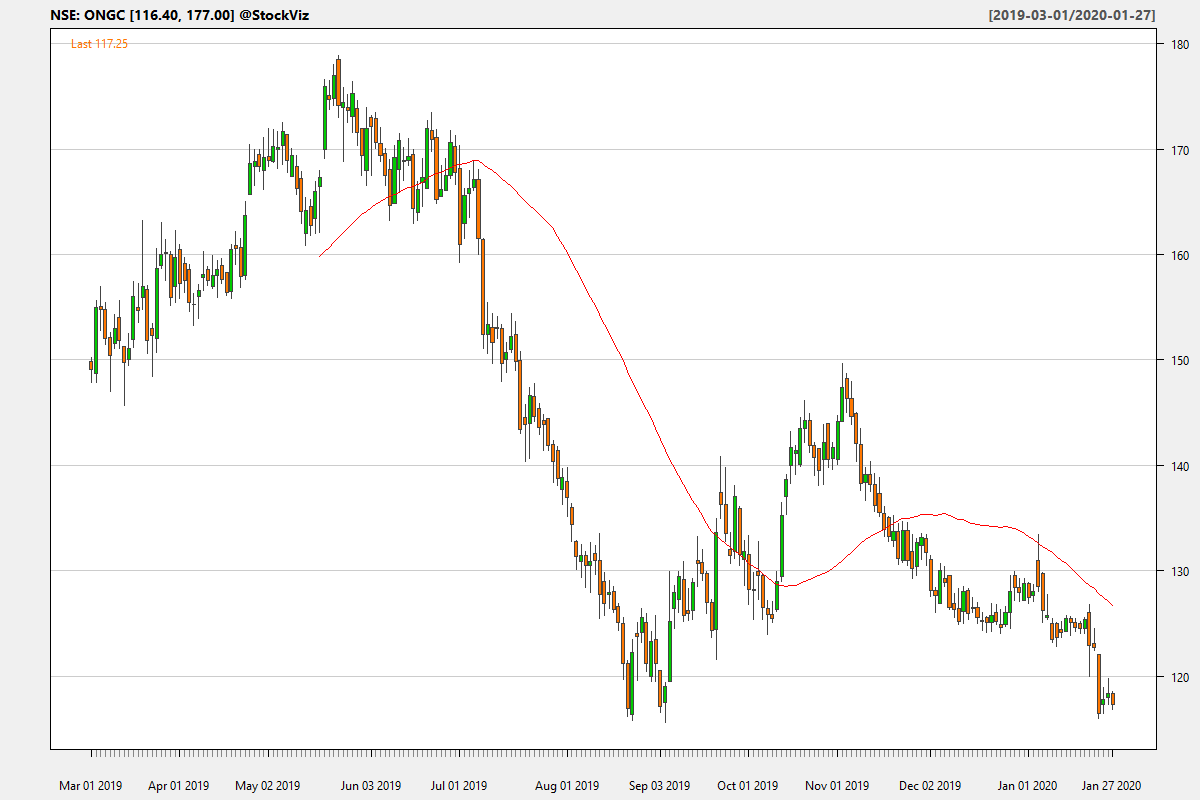 NSE: ONGC [116.40, 177.00] @StockViz
[2019-03-01/2020-01-27]
Last 117.25
180
170
160
150
140
130
120
Mar 01 2019 Apr 01 2019 May 02 2019 Jun 03 2019 Jul 01 2019 Aug 01 2019 Sep 03 2019 Oct 01 2019 Nov 01 2019 Dec 02 2019 Jan 01 2020 Jan 27 2020